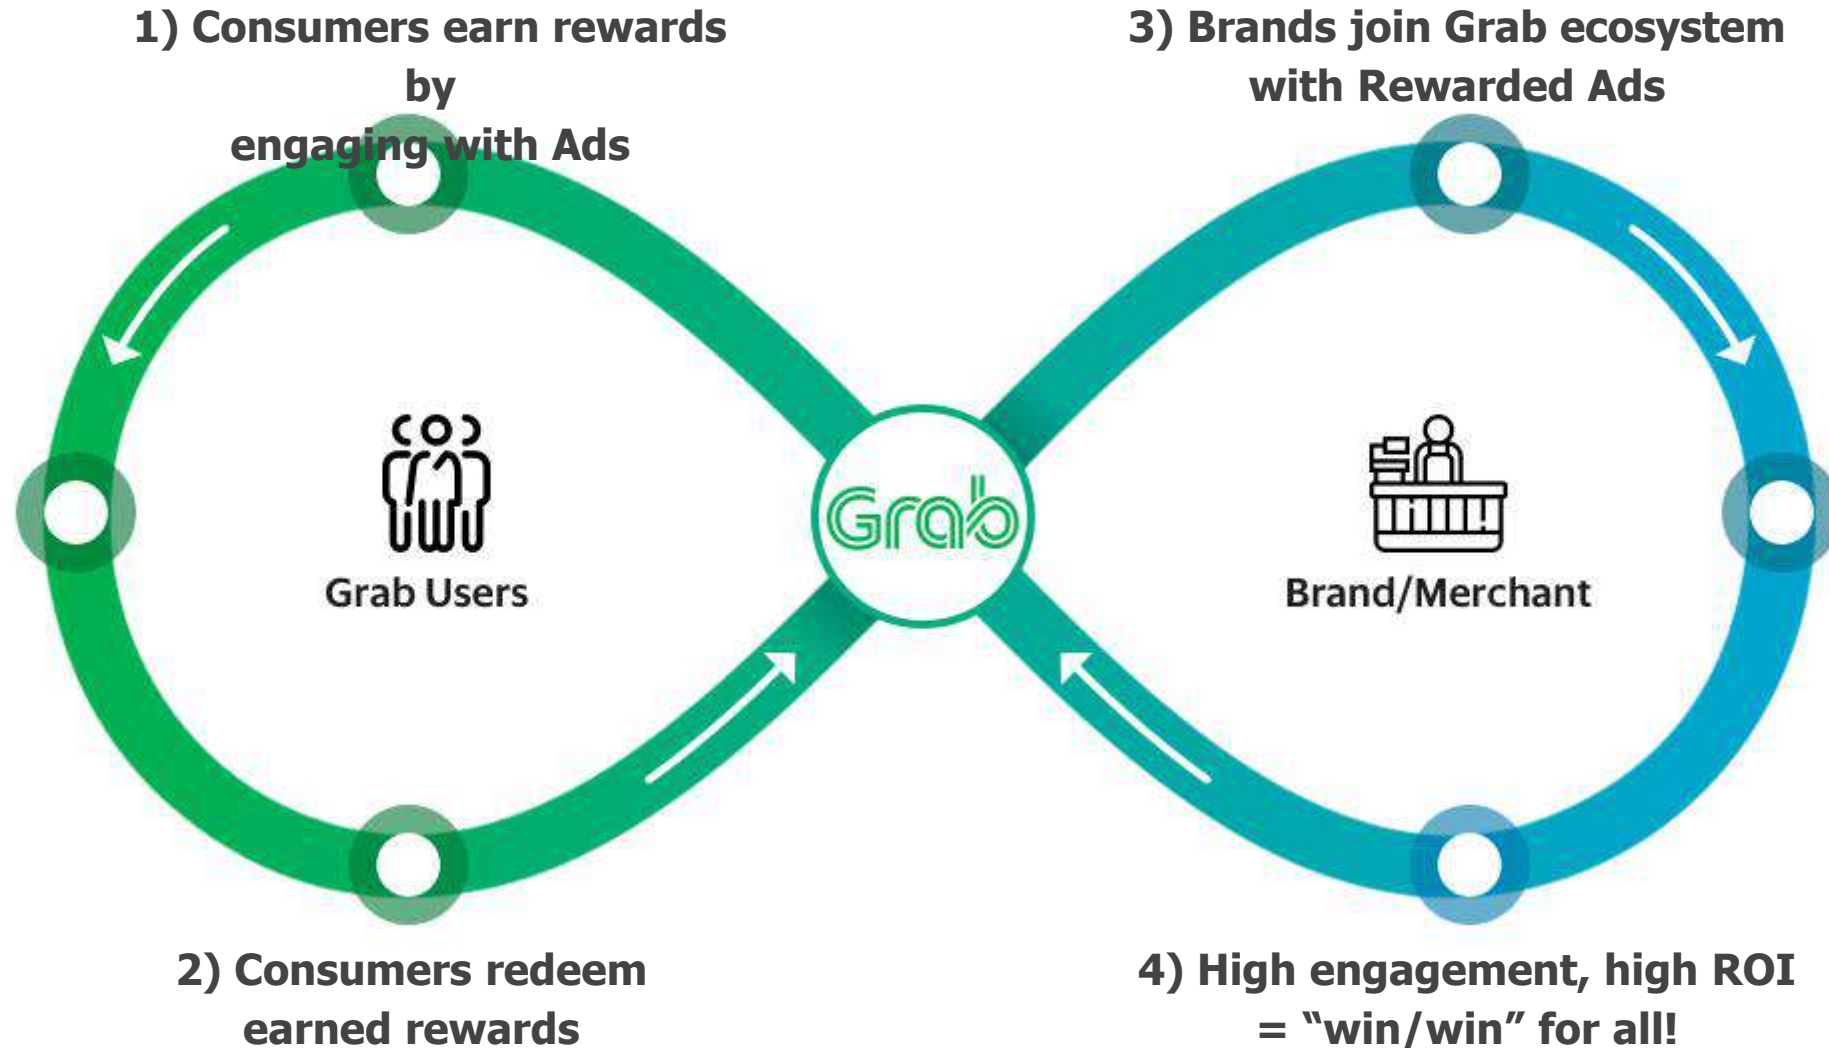 1) Consumers earn rewards
by
engaging with Ads
3) Brands join Grab ecosystem
with Rewarded Ads
Grab Users
Grab
Brand/Merchant
2) Consumers redeem
earned rewards
4) High engagement, high ROI
= “win/win” for all!